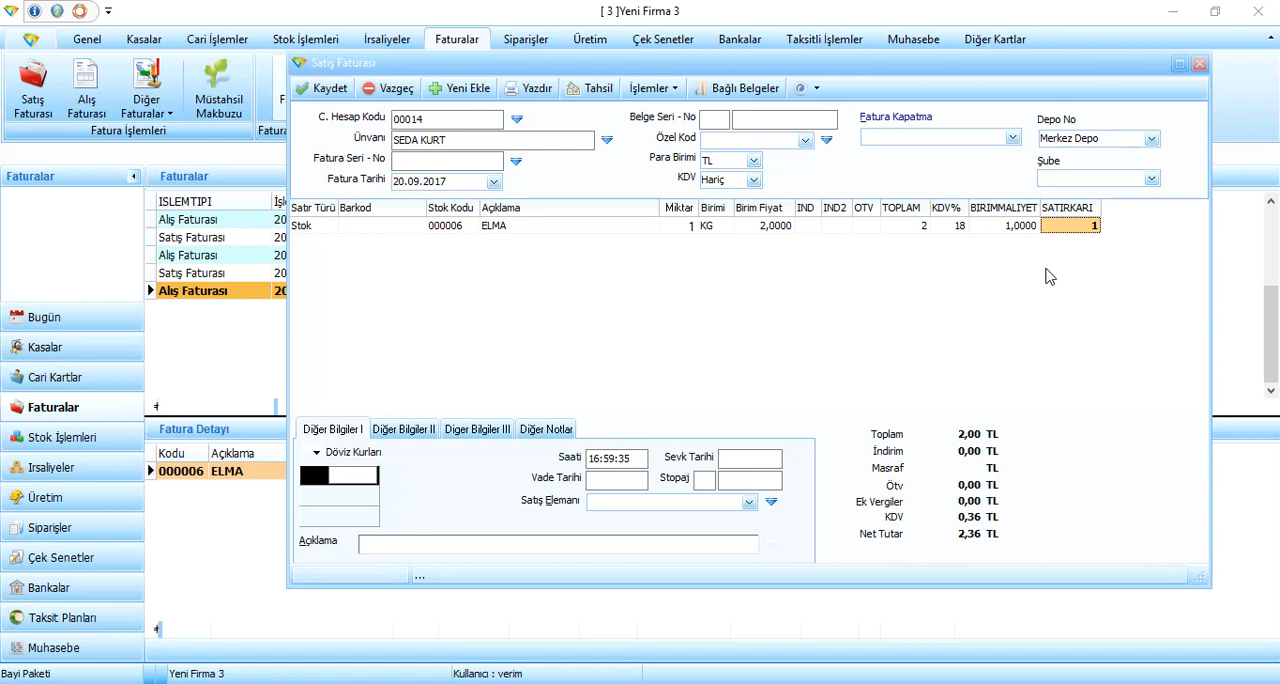 [ 3 ]Yeni Firma 3
Genel Kasalar Cari İşlemler Stok İşlemleri İrsaliyeler Faturalar Siparişler Üretim Çek Senetler Bankalar Taksitli İşlemler Muhasebe Diğer Kartlar
Satış Faturası
Alış Faturası
Diğer Faturalar
Müstahsil Makbuzu
Fatura İşlemleri
Satış Faturası
Kaydet Vazgeç Yeni Ekle Yazdır Tahsil İşlemler Bağlı Belgeler
C. Hesap Kodu 00014
Ünvanı SEDA KURT
Fatura Seri - No
Fatura Tarihi 20.09.2017
Belge Seri - No
Özel Kod
Para Birimi TL
KDV Hariç
Fatura Kapatma
Depo No
Merkez Depo
Şube
Satır Türü Barkod Stok Kodu Açıklama Miktar Birimi Birim Fiyat IND IND2 OTV TOPLAM KDV% BIRIMMALIYET SATIRKARI
Stok 000006 ELMA 1 KG 2,0000 2 18 1,0000 1
Faturalar
Faturalar
ISLEMTIPI
Alış Faturası 20
Satış Faturası 20
Alış Faturası 20
Satış Faturası 20
Alış Faturası 20
Bugün
Kasalar
Cari Kartlar
Faturalar
Stok İşlemleri
Irsaliyeler
Üretim
Siparişler
Çek Senetler
Bankalar
Taksit Planları
Muhasebe
Fatura Detayı
Kodu Açıklama
000006 ELMA
Diğer Bilgiler I Diğer Bilgiler II Diger Bilgiler III Diğer Notlar
Döviz Kurları
Saati 16:59:35 Sevk Tarihi
Vade Tarihi Stopaj
Satış Elemanı
Açıklama
Toplam 2,00 TL
İndirim 0,00 TL
Masraf TL
Ötv 0,00 TL
Ek Vergiler 0,00 TL
KDV 0,36 TL
Net Tutar 2,36 TL
...
Bayi Paketi Yeni Firma 3 Kullanıcı : verim